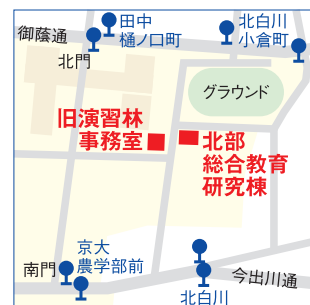 田中
樋ノ口町
北白川
小倉町
御蔭通
北門
グラウンド
旧演習林
事務室
北部
総合教育
研究棟
京大
農学部前
南門
今出川通
北白川